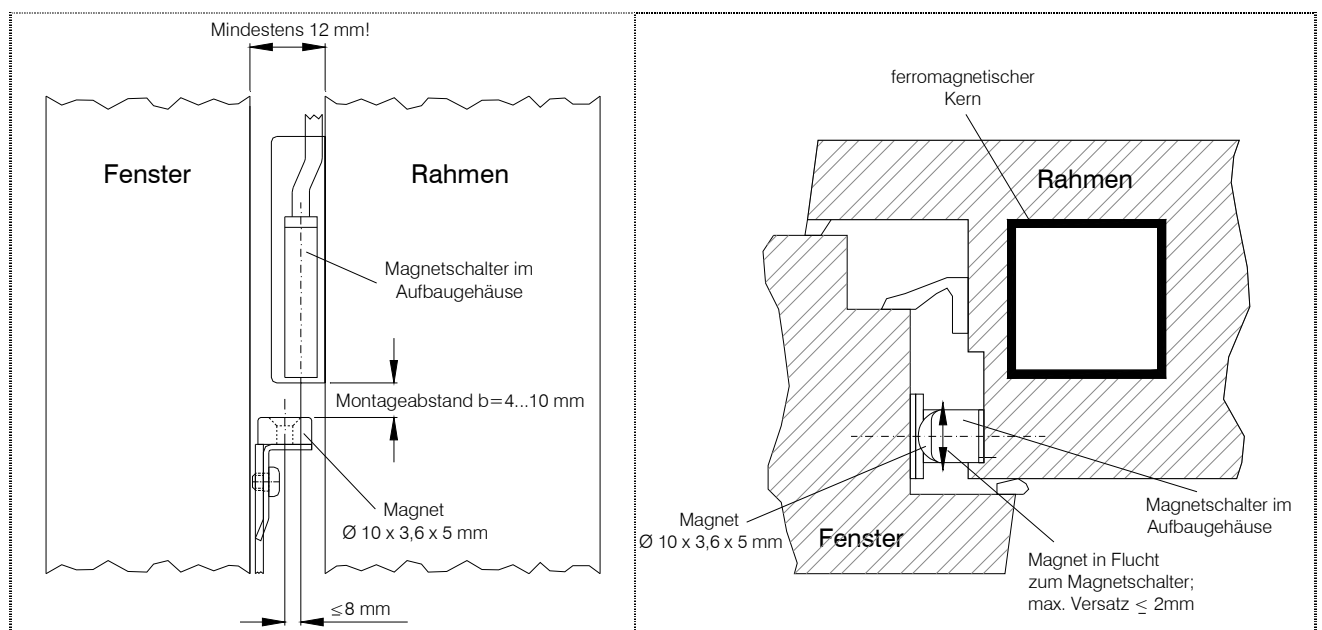 Mindestens 12 mm!
Fenster
Rahmen
Magnetschalter im
Aufbaugehäuse
Montageabstand b=4...10 mm
Magnet
Ø 10 x 3,6 x 5 mm
≤8 mm
ferromagnetischer
Kern
Rahmen
Magnetschalter im
Aufbaugehäuse
Magnet
Ø 10 x 3,6 x 5 mm
Fenster
Magnet in Flucht
zum Magnetschalter;
max. Versatz ≤ 2mm